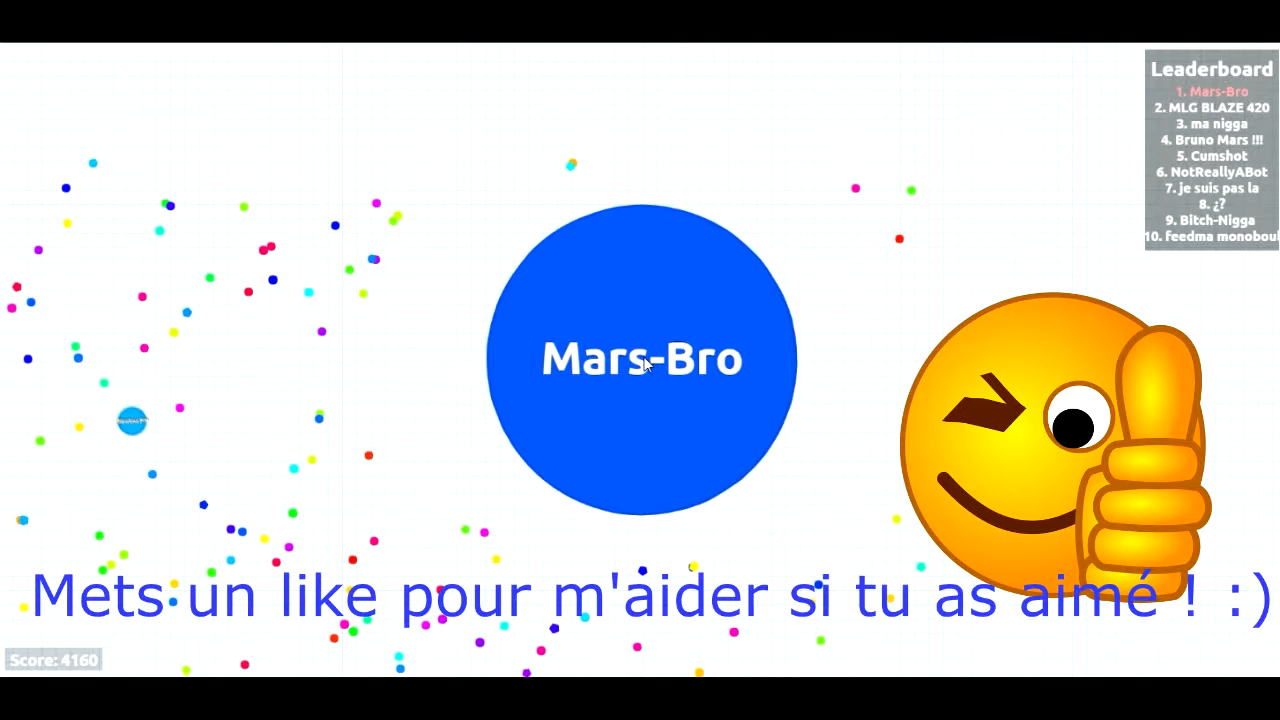 Leaderboard
1. Mars-Bro
2. MLG BLAZE 420
3. ma nigga
4. Bruno Mars !!!
5. Cumshot
6. NotReallyABot
7. je suis pas la
8. ¿?
9. Bitch-Nigga
10. feedma monoboul
Mars-Bro
Mets un like pour m'aider si tu as aimé ! :)
Score: 4160